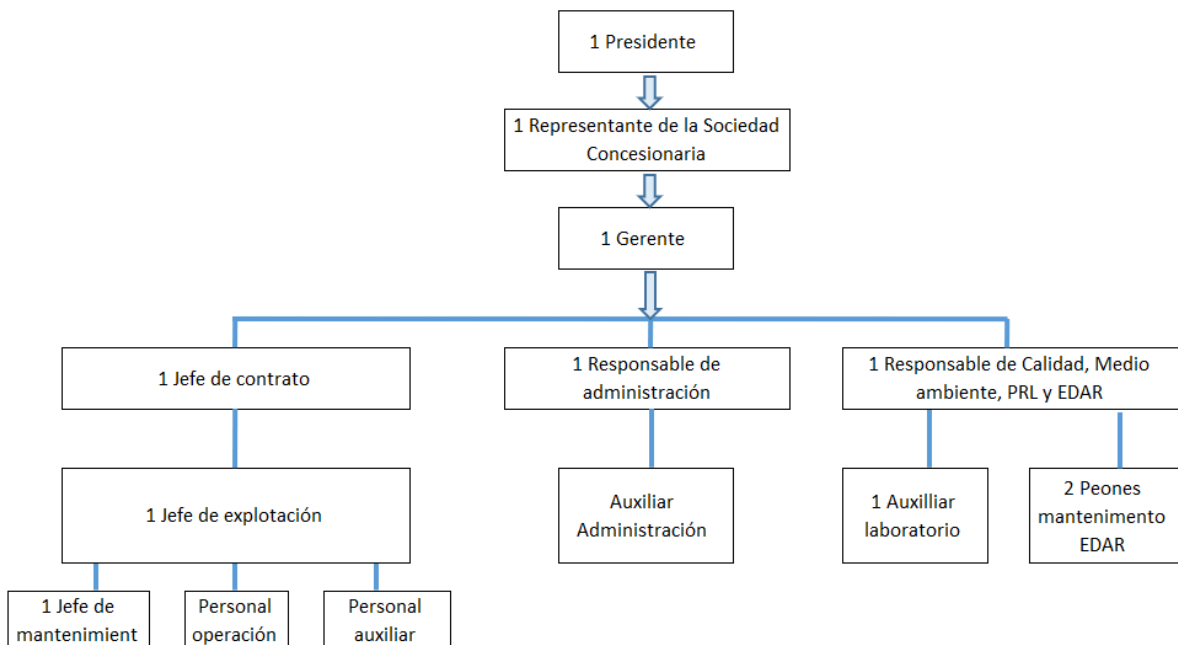 1 Presidente
1 Representante de la Sociedad
Concesionaria
1 Gerente
1 Jefe de contrato
1 Responsable de
administración
1 Responsable de Calidad, Medio
ambiente, PRL y EDAR
1 Jefe de explotación
Auxiliar
Administración
1 Auxilliar
laboratorio
2 Peones
mantenimento
EDAR
1 Jefe de
mantenimient
Personal
operación
Personal
auxiliar